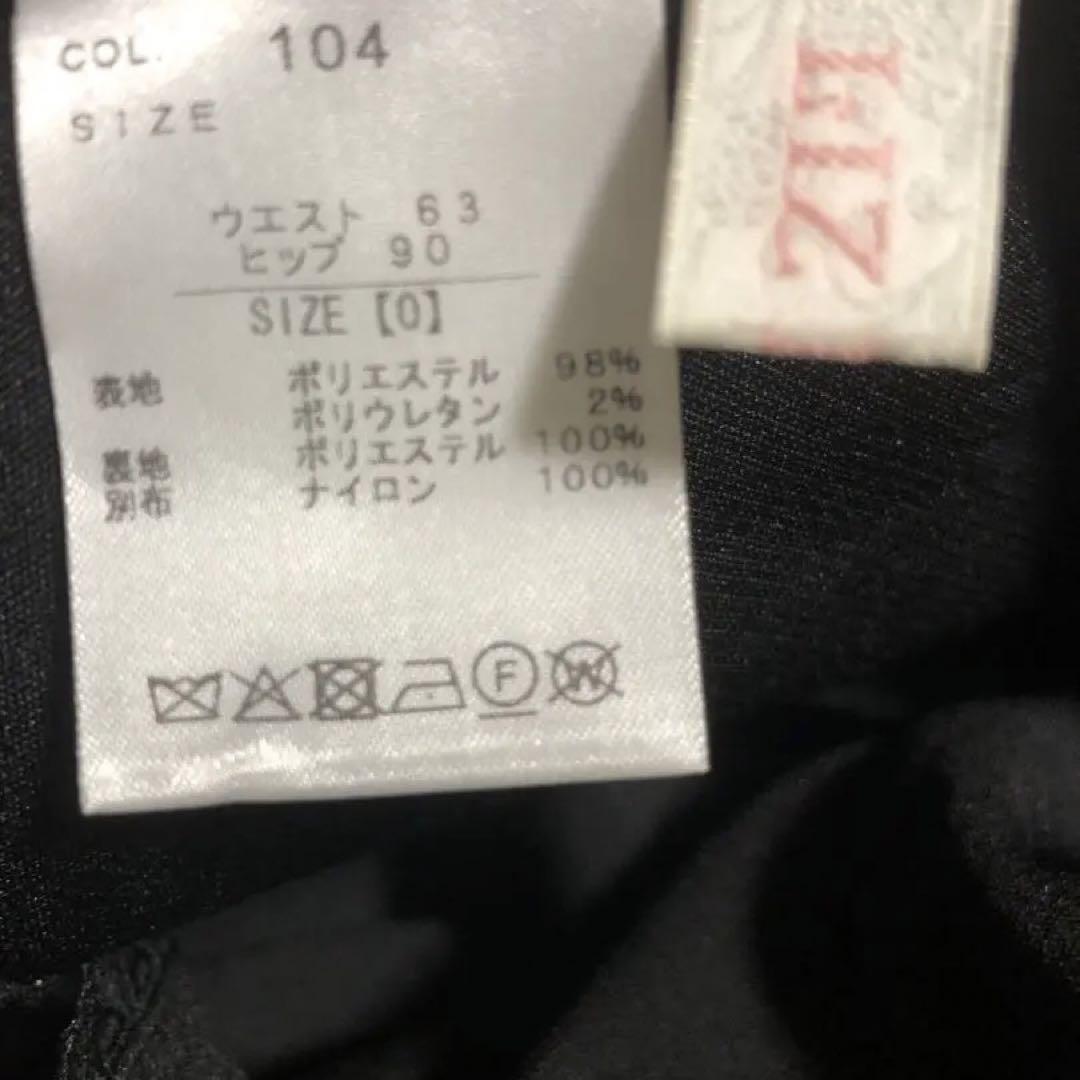 COL. 104
SIZE
ウエスト 63
ヒップ 90
SIZE【0】
表地 ポリエステル 98%
ポリウレタン 2%
裏地 ポリエステル 100%
別布 ナイロン 100%
F W